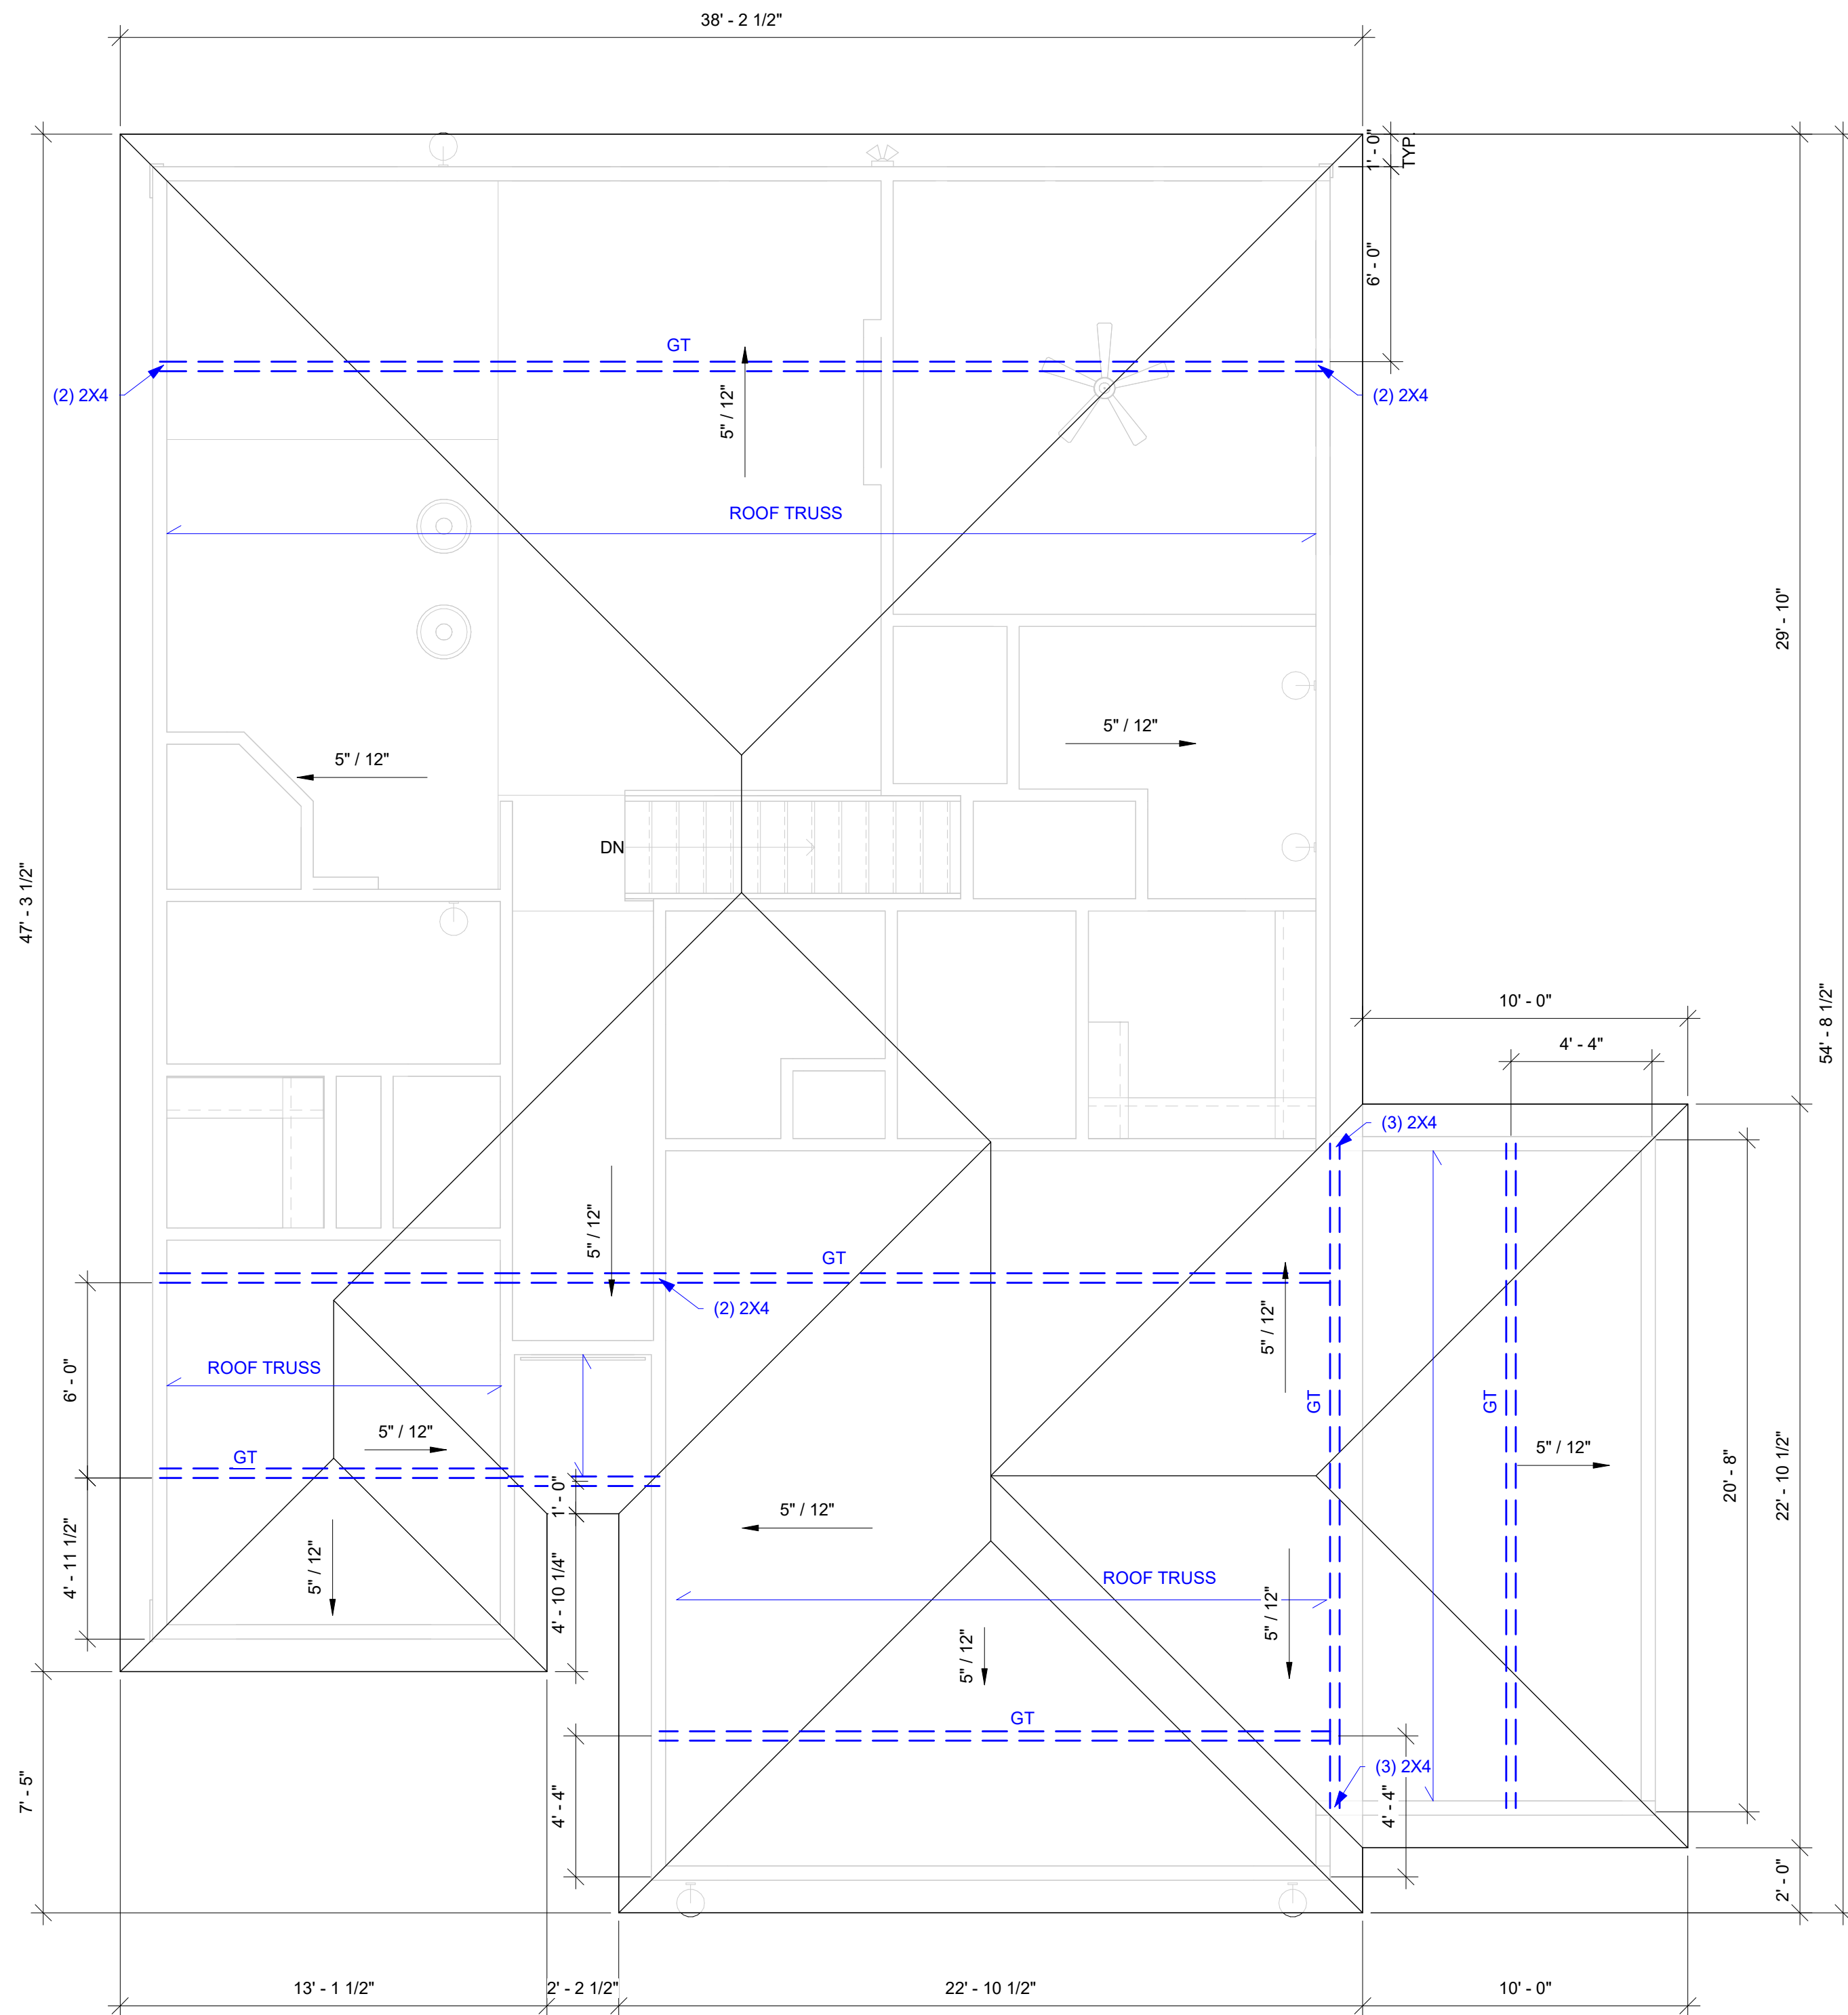 38' - 2 1/2"
1' - 0"
TYP.
6' - 0"
GT
(2) 2X4
(2) 2X4
5" / 12"
ROOF TRUSS
29' - 10"
5" / 12"
5" / 12"
DN
47' - 3 1/2"
10' - 0"
54' - 8 1/2"
4' - 4"
(3) 2X4
5" / 12"
GT
(2) 2X4
5" / 12"
6' - 0"
ROOF TRUSS
GT
GT
5" / 12"
5" / 12"
GT
20' - 8"
22' - 10 1/2"
1' - 0"
5" / 12"
4' - 11 1/2"
5" / 12"
4' - 10 1/4"
ROOF TRUSS
5" / 12"
5" / 12"
GT
(3) 2X4
7' - 5"
4' - 4"
4' - 4"
2' - 0"
13' - 1 1/2"
2' - 2 1/2"
22' - 10 1/2"
10' - 0"